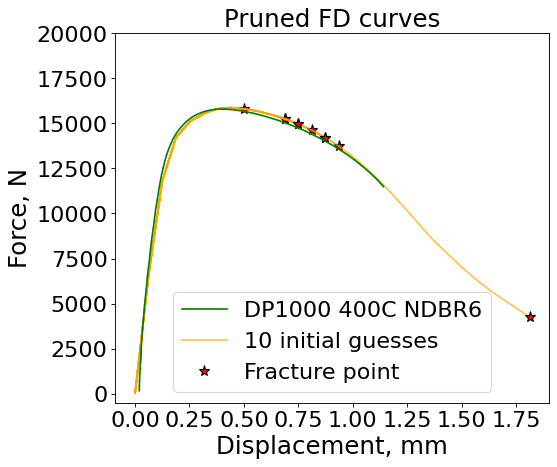 Pruned FD curves
20000
17500
15000
12500
10000
7500
5000
2500
0
Force, N
DP1000 400C NDBR6
10 initial guesses
Fracture point
0.00 0.25 0.50 0.75 1.00 1.25 1.50 1.75
Displacement, mm